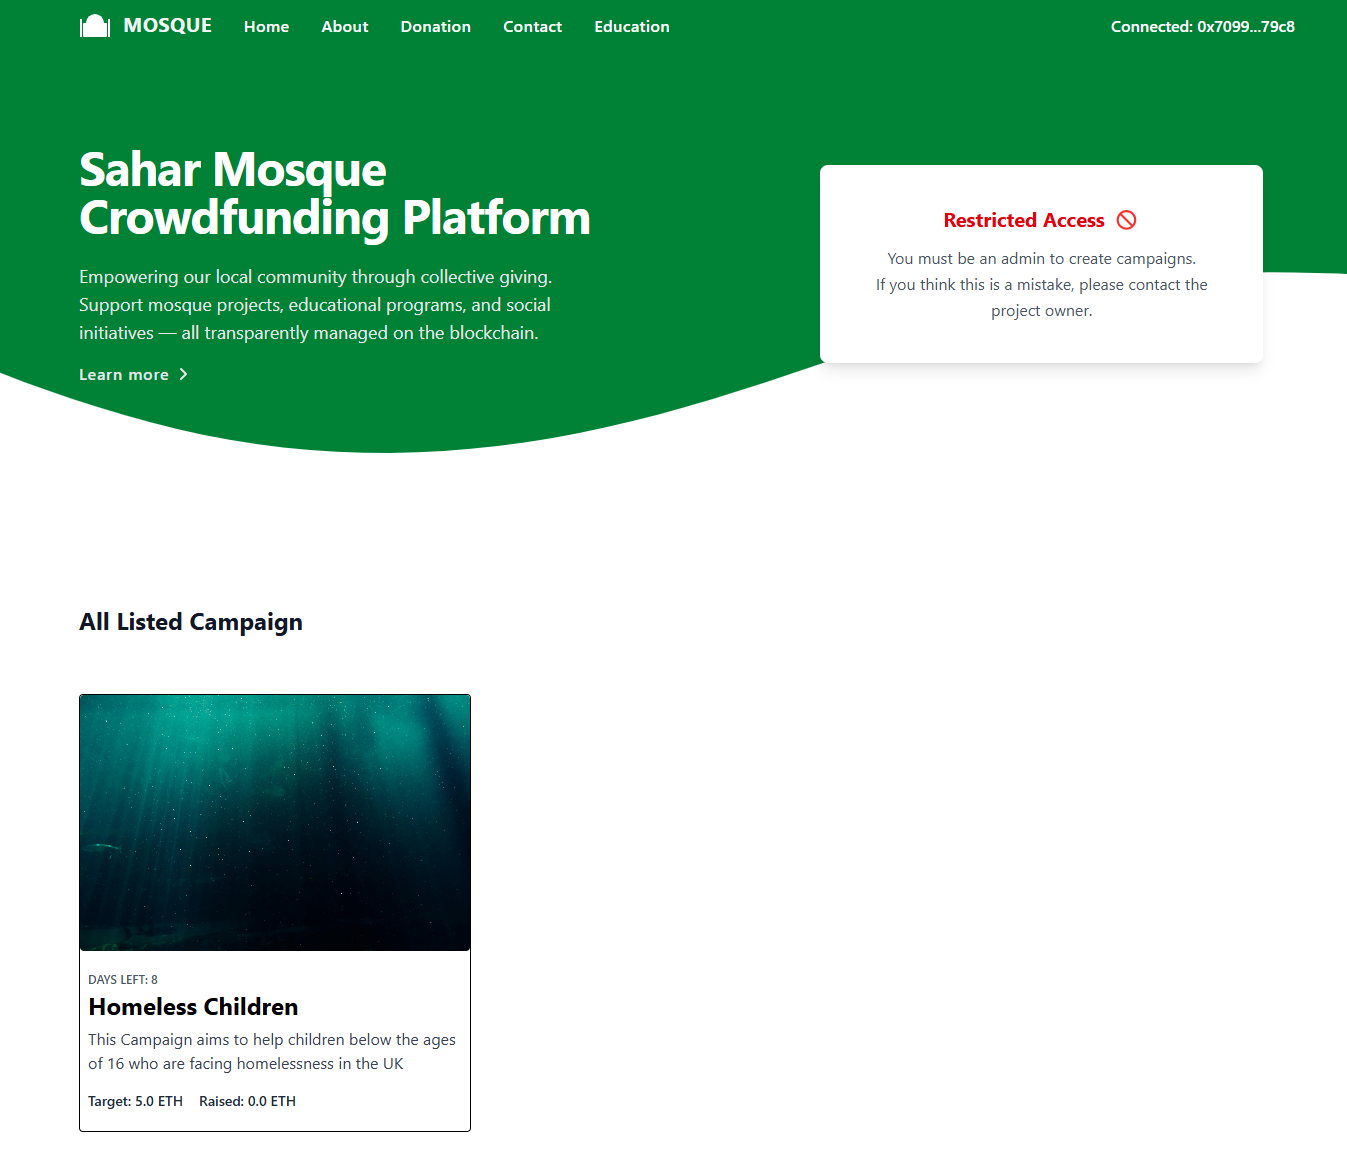 MOSQUE Home About Donation Contact Education Connected: 0x7099...79c8
Sahar Mosque
Crowdfunding Platform
Empowering our local community through collective giving.
Support mosque projects, educational programs, and social
initiatives — all transparently managed on the blockchain.
Learn more
Restricted Access
You must be an admin to create campaigns.
If you think this is a mistake, please contact the
project owner.
All Listed Campaign
DAYS LEFT: 8
Homeless Children
This Campaign aims to help children below the ages
of 16 who are facing homelessness in the UK
Target: 5.0 ETH Raised: 0.0 ETH